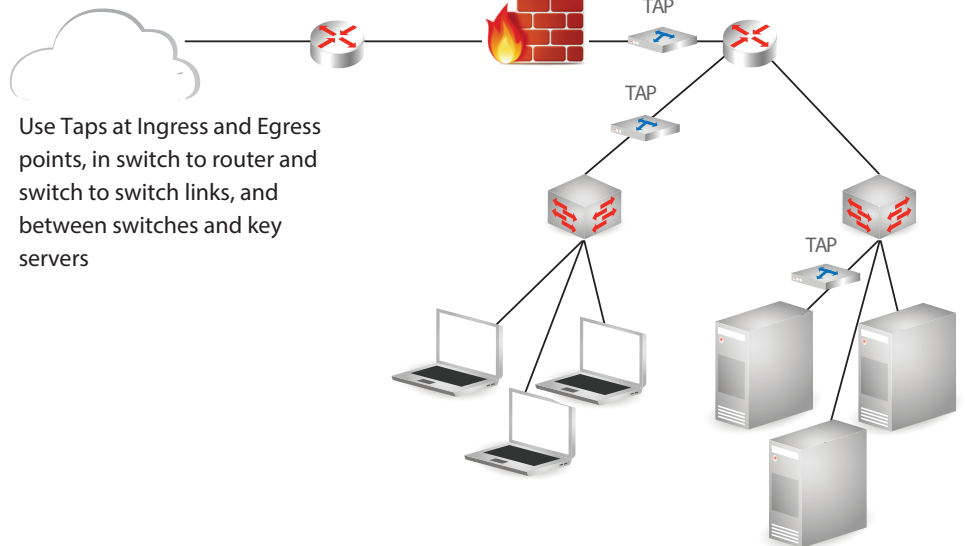 TAP
TAP
Use Taps at Ingress and Egress
points, in switch to router and
switch to switch links, and
between switches and key
servers
TAP